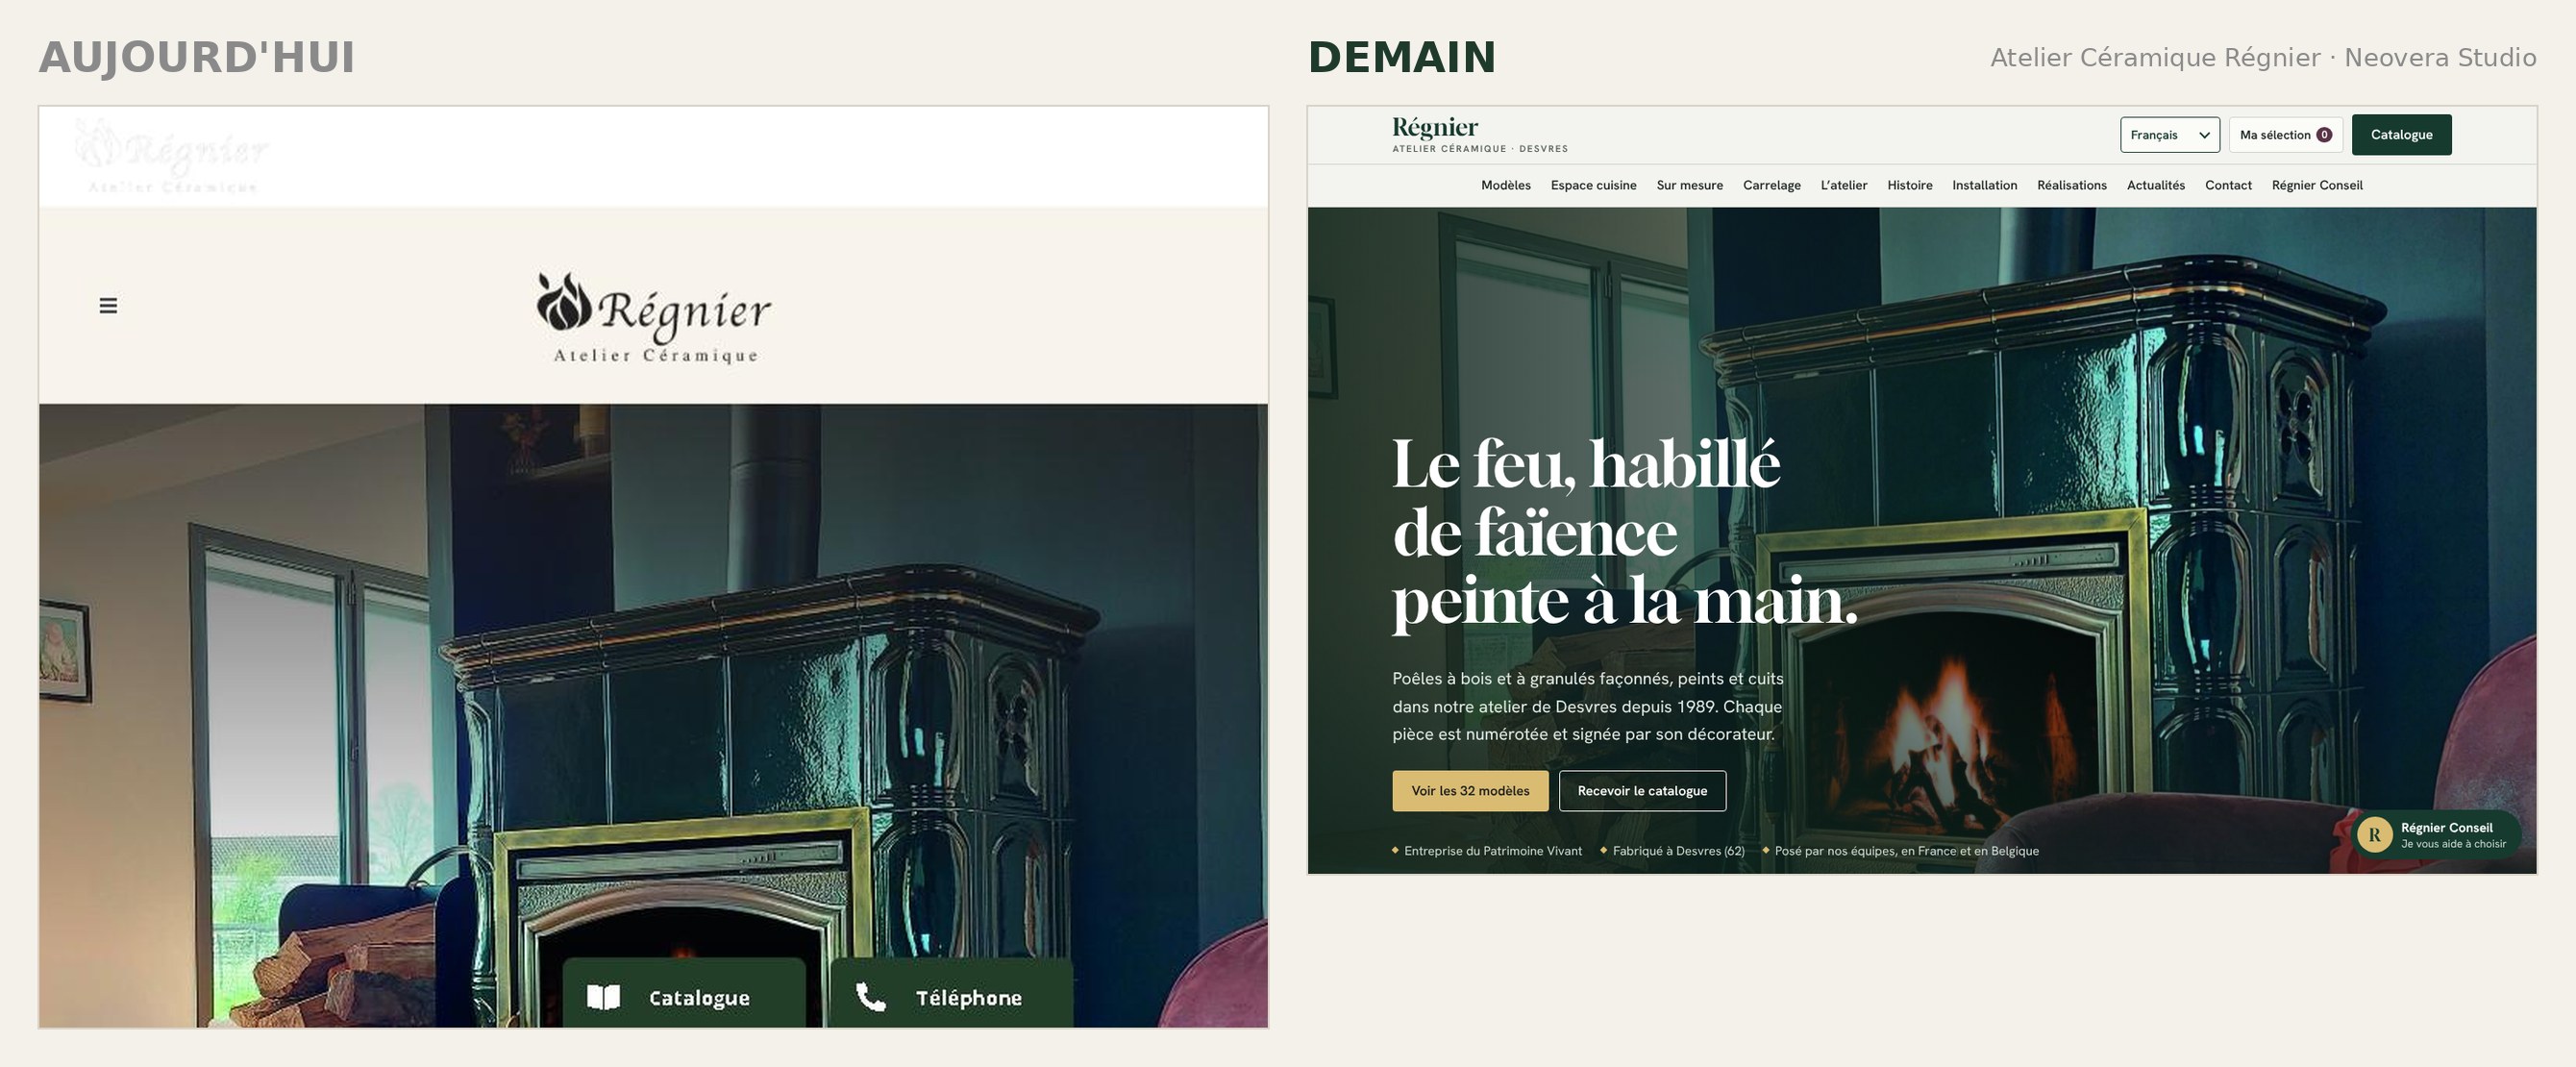 AUJOURD'HUI
DEMAIN
Atelier Céramique Régnier · Neovera Studio
Régnier
Atelier Céramique
Régnier
Atelier Céramique
Catalogue
Téléphone
Régnier
ATELIER CÉRAMIQUE · DESVRES
Français
Ma sélection 0
Catalogue
Modèles Espace cuisine Sur mesure Carrelage L’atelier Histoire Installation Réalisations Actualités Contact Régnier Conseil
Le feu, habillé
de faïence
peinte à la main.
Poêles à bois et à granulés façonnés, peints et cuits
dans notre atelier de Desvres depuis 1989. Chaque
pièce est numérotée et signée par son décorateur.
Voir les 32 modèles
Recevoir le catalogue
Entreprise du Patrimoine Vivant
Fabriqué à Desvres (62)
Posé par nos équipes, en France et en Belgique
R
Régnier Conseil
Je vous aide à choisir